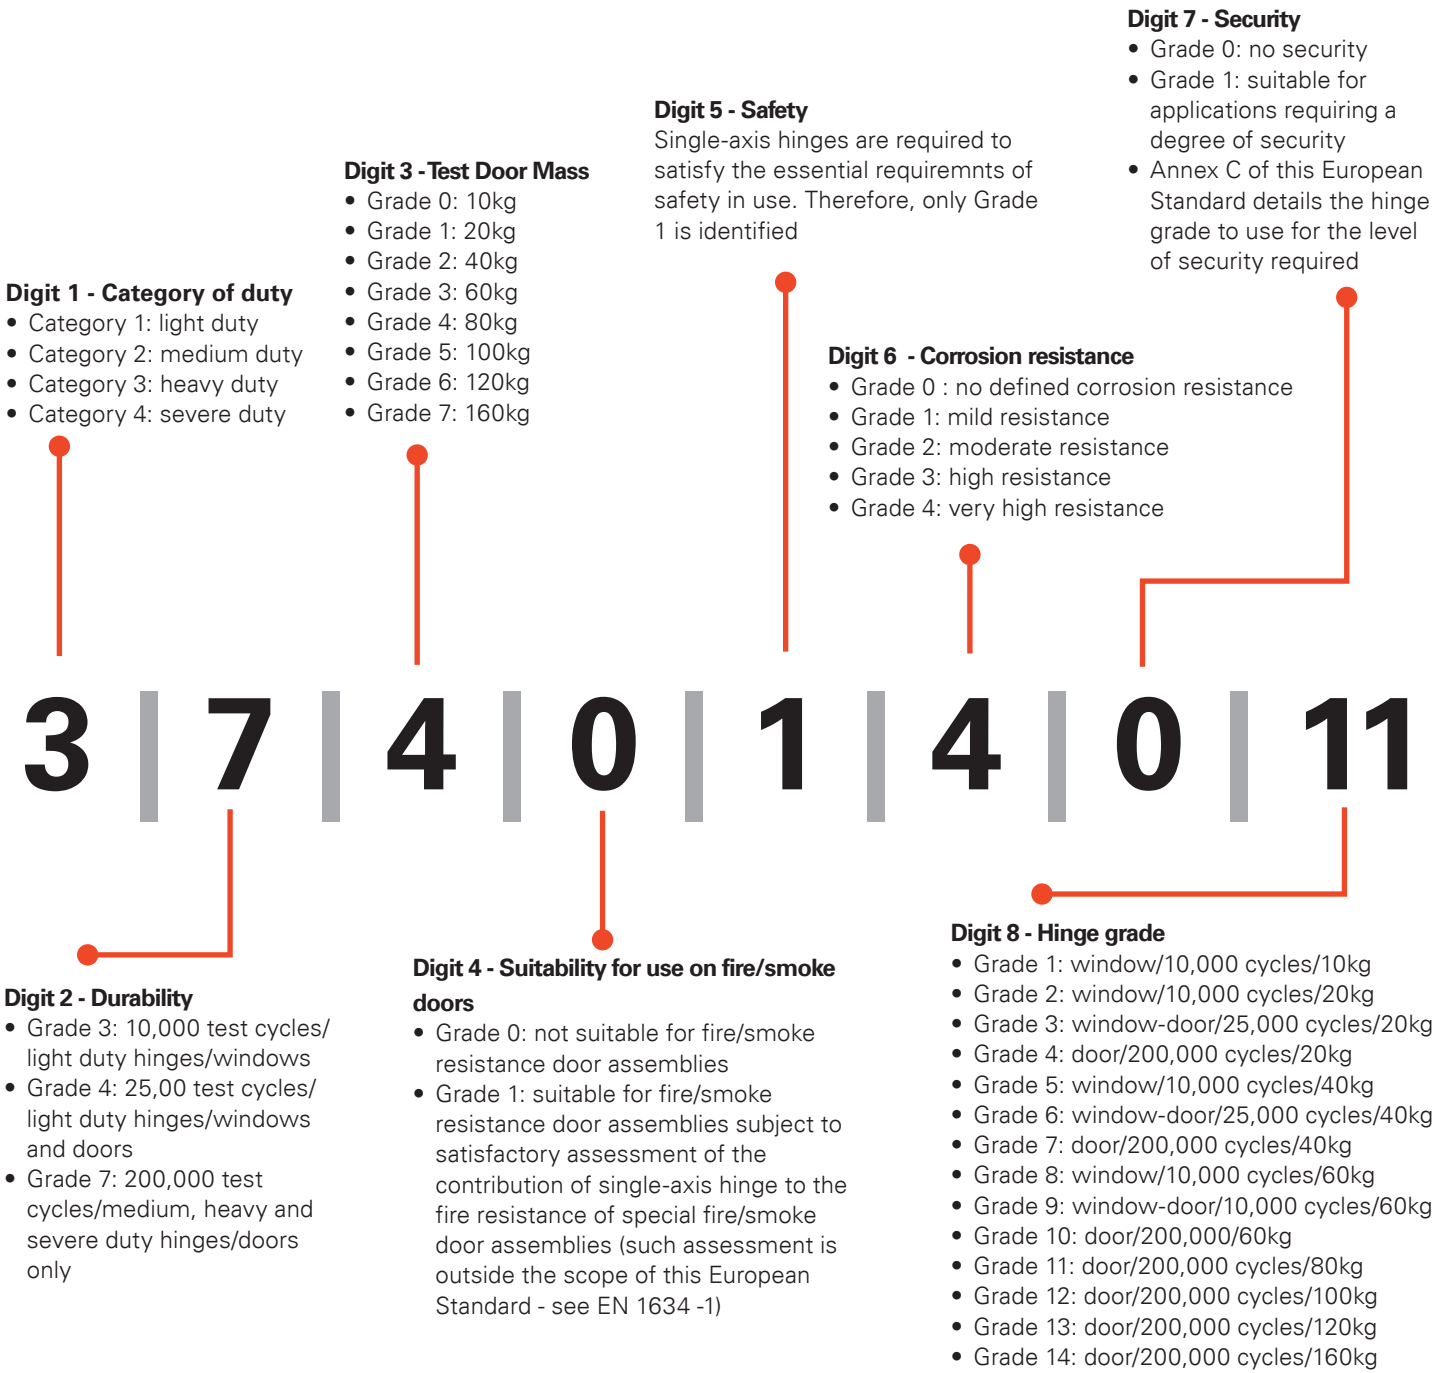 Digit 7 - Security
• Grade 0: no security
• Grade 1: suitable for
applications requiring a
degree of security
• Annex C of this European
Standard details the hinge
grade to use for the level
of security required
Digit 5 - Safety
Single-axis hinges are required to
satisfy the essential requiremnts of
safety in use. Therefore, only Grade
1 is identified
Digit 3 - Test Door Mass
• Grade 0: 10kg
• Grade 1: 20kg
• Grade 2: 40kg
• Grade 3: 60kg
• Grade 4: 80kg
• Grade 5: 100kg
• Grade 6: 120kg
• Grade 7: 160kg
Digit 1 - Category of duty
• Category 1: light duty
• Category 2: medium duty
• Category 3: heavy duty
• Category 4: severe duty
Digit 6 - Corrosion resistance
• Grade 0 : no defined corrosion resistance
• Grade 1: mild resistance
• Grade 2: moderate resistance
• Grade 3: high resistance
• Grade 4: very high resistance
3 | 7 | 4 | 0 | 1 | 4 | 0 | 11
Digit 2 - Durability
• Grade 3: 10,000 test cycles/
light duty hinges/windows
• Grade 4: 25,00 test cycles/
light duty hinges/windows
and doors
• Grade 7: 200,000 test
cycles/medium, heavy and
severe duty hinges/doors
only
Digit 4 - Suitability for use on fire/smoke
doors
• Grade 0: not suitable for fire/smoke
resistance door assemblies
• Grade 1: suitable for fire/smoke
resistance door assemblies subject to
satisfactory assessment of the
contribution of single-axis hinge to the
fire resistance of special fire/smoke
door assemblies (such assessment is
outside the scope of this European
Standard - see EN 1634 -1)
Digit 8 - Hinge grade
• Grade 1: window/10,000 cycles/10kg
• Grade 2: window/10,000 cycles/20kg
• Grade 3: window-door/25,000 cycles/20kg
• Grade 4: door/200,000 cycles/20kg
• Grade 5: window/10,000 cycles/40kg
• Grade 6: window-door/25,000 cycles/40kg
• Grade 7: door/200,000 cycles/40kg
• Grade 8: window/10,000 cycles/60kg
• Grade 9: window-door/10,000 cycles/60kg
• Grade 10: door/200,000/60kg
• Grade 11: door/200,000 cycles/80kg
• Grade 12: door/200,000 cycles/100kg
• Grade 13: door/200,000 cycles/120kg
• Grade 14: door/200,000 cycles/160kg